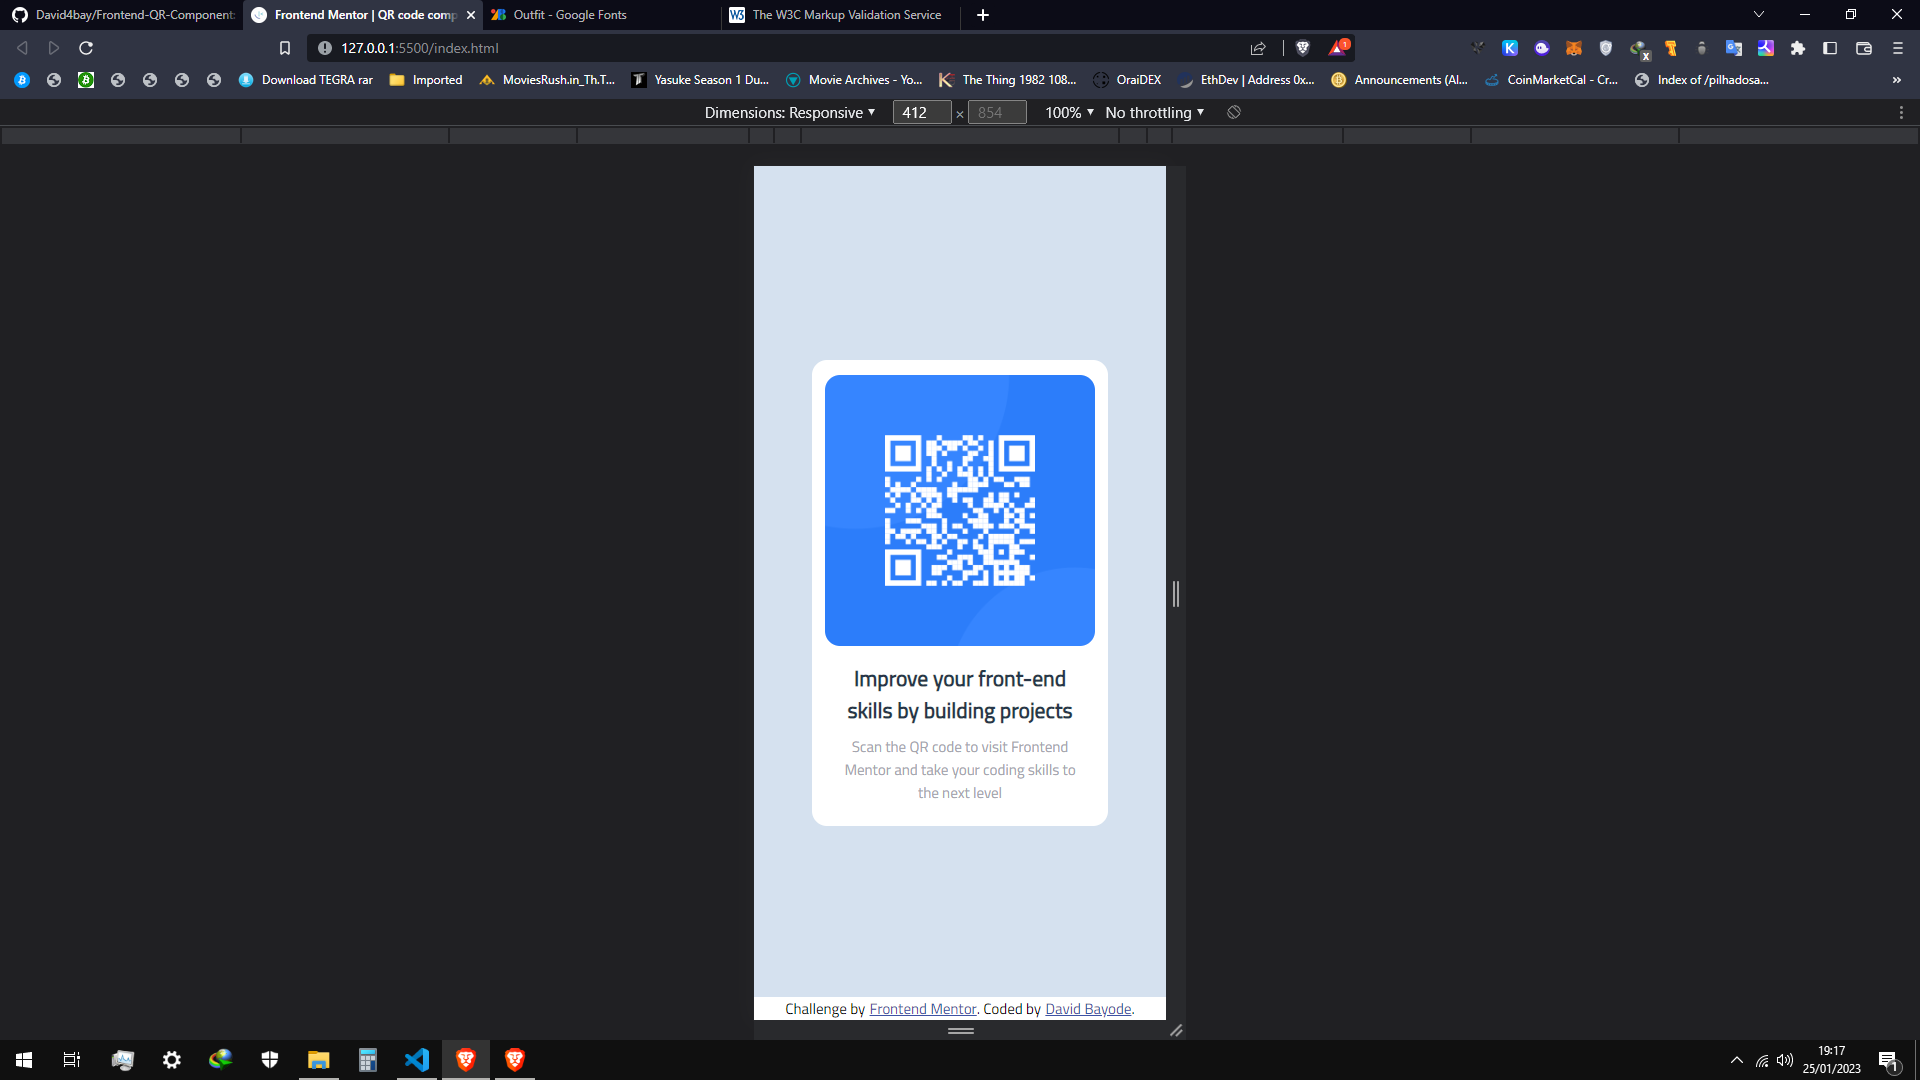 David4bay/Frontend-QR-Component:
Frontend Mentor | QR code comp
Outfit - Google Fonts
The W3C Markup Validation Service
127.0.0.1:5500/index.html
1
Download TEGRA rar
Imported
MoviesRush.in_Th.T...
Yasuke Season 1 Du...
Movie Archives - Yo...
The Thing 1982 108...
OraiDEX
EthDev | Address 0x...
Announcements (Al...
CoinMarketCal - Cr...
Index of /pilhadosa...
»
Dimensions: Responsive
412 × 854
100%
No throttling
Improve your front-end
skills by building projects
Scan the QR code to visit Frontend
Mentor and take your coding skills to
the next level
Challenge by Frontend Mentor. Coded by David Bayode.
19:17
25/01/2023
1